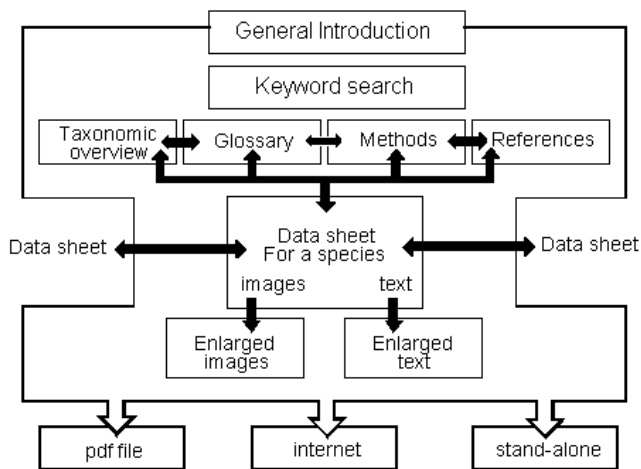 General Introduction
Keyword search
Taxonomic
overview
Glossary
Methods
References
Data sheet
Data sheet
For a species
Data sheet
images
text
Enlarged
images
Enlarged
text
pdf file
internet
stand-alone